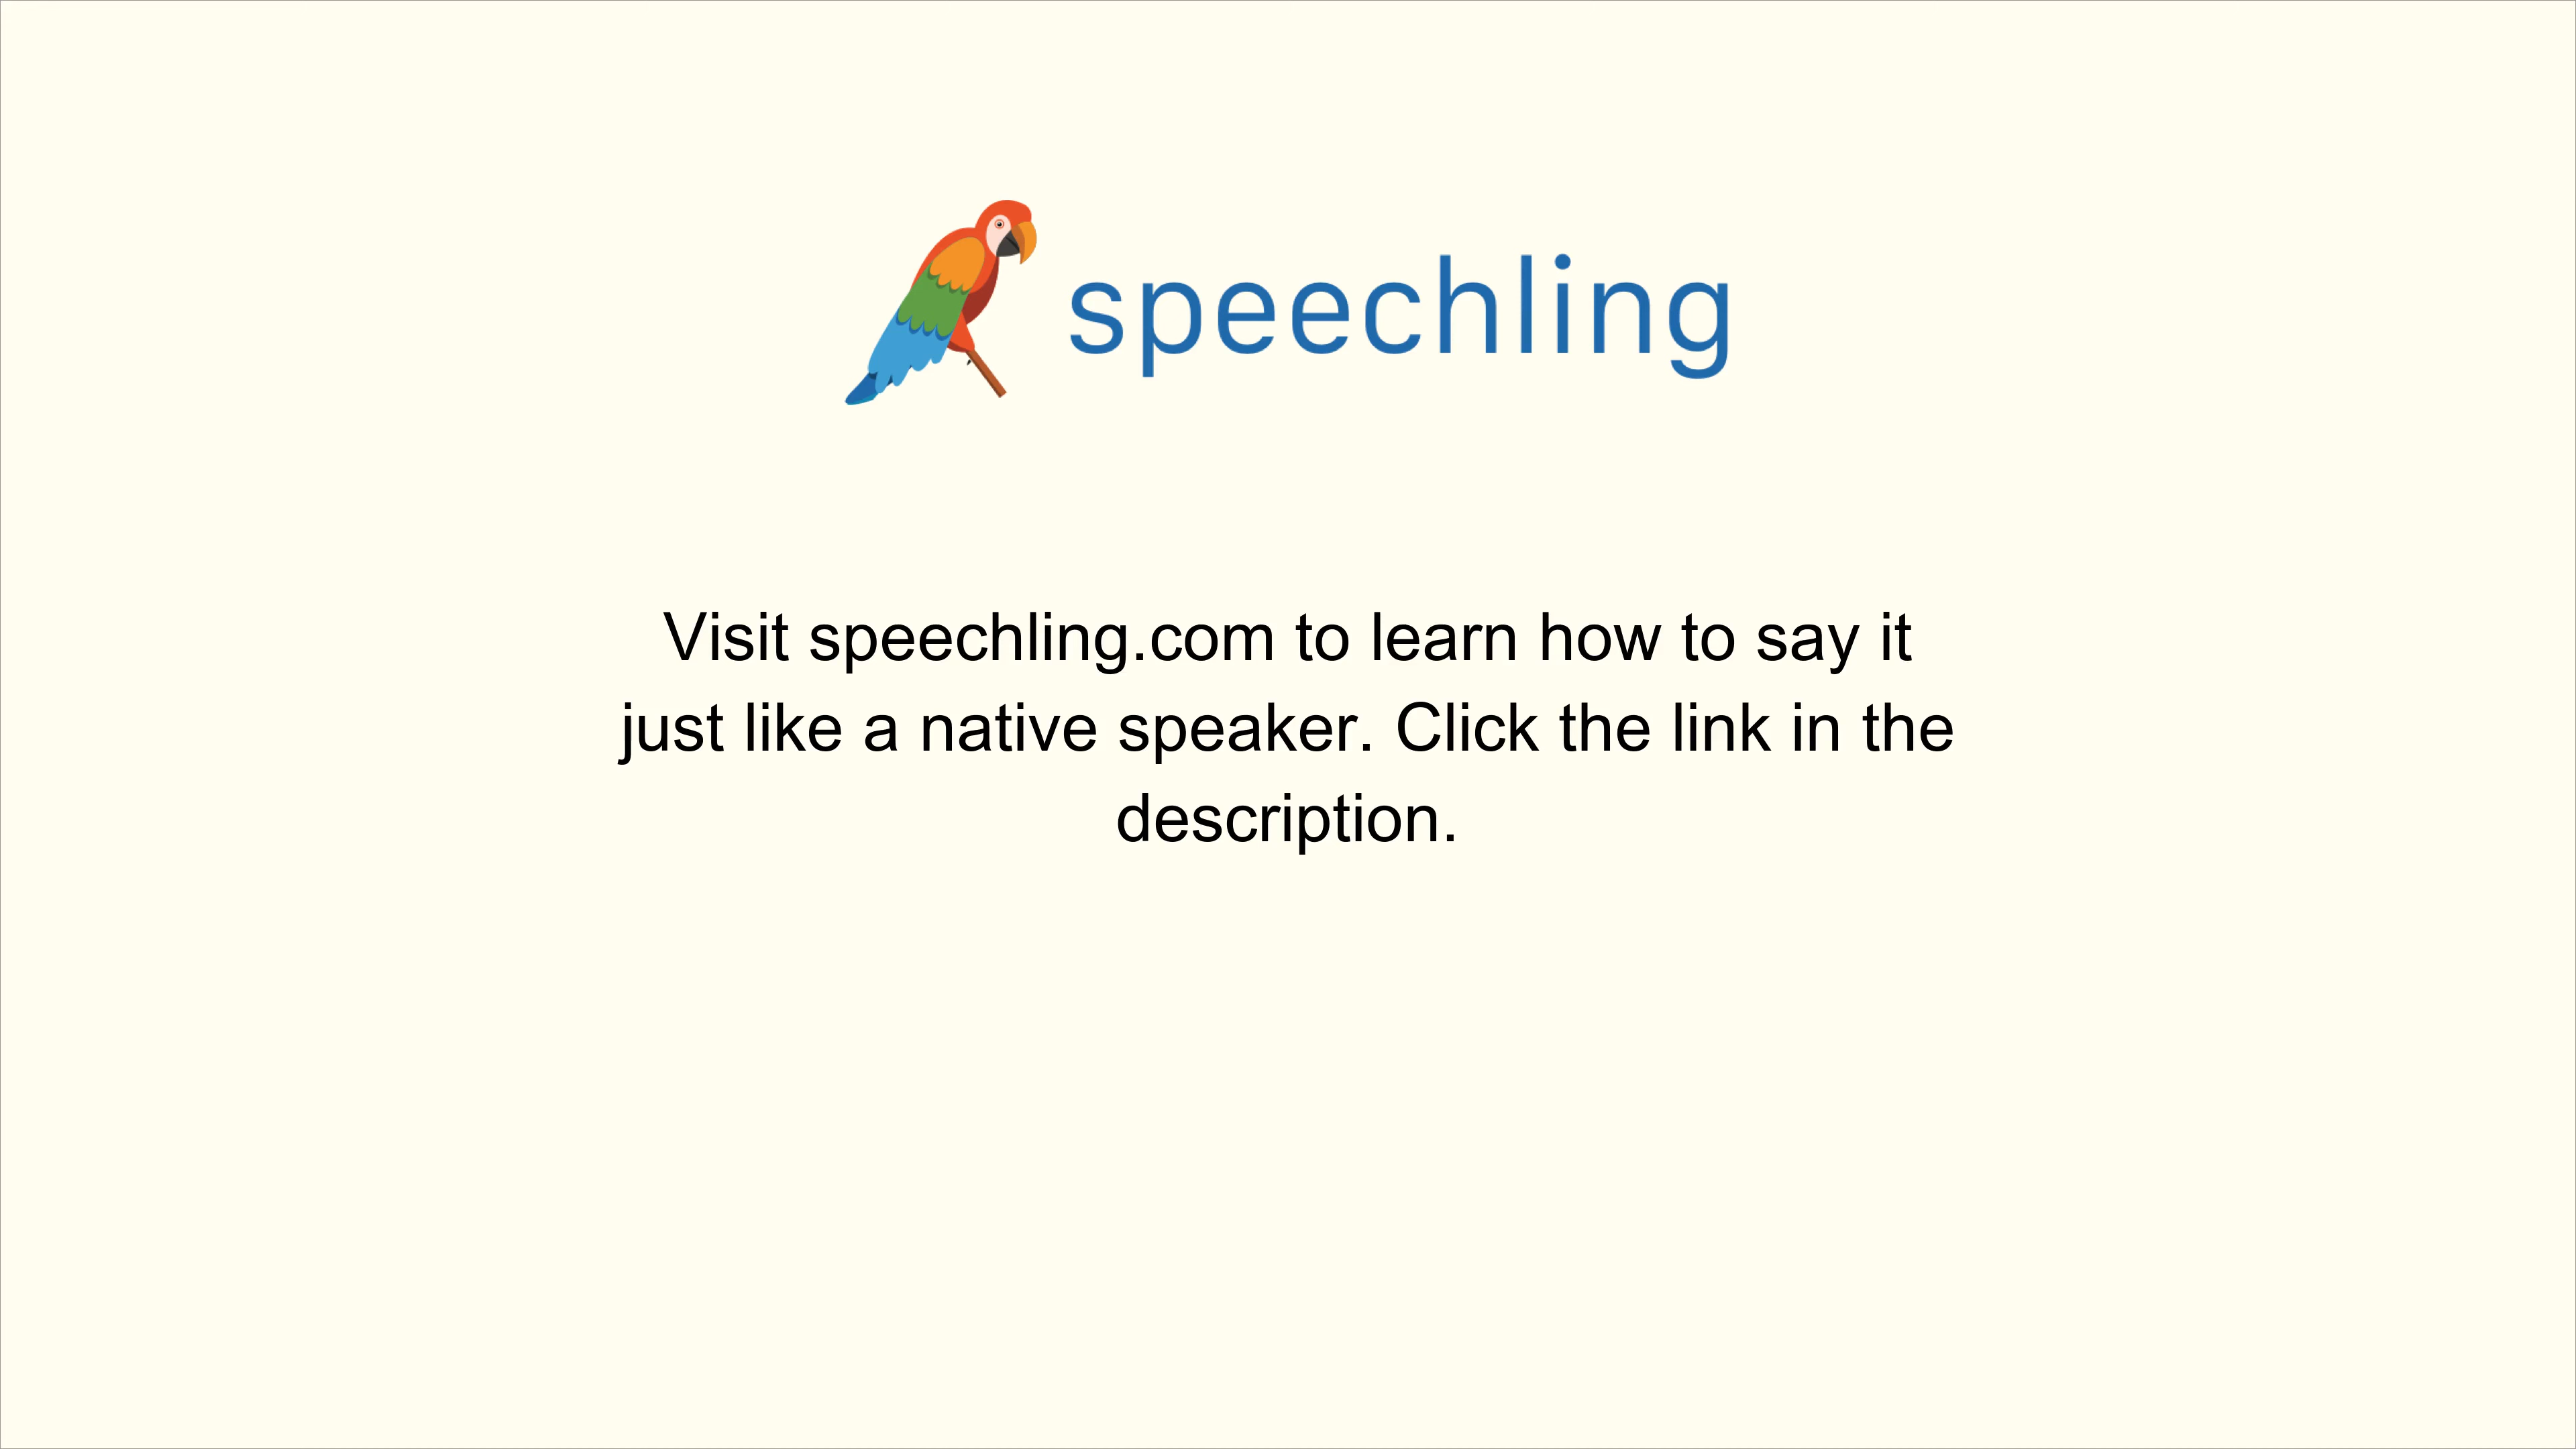 speechling
Visit speechling.com to learn how to say it
just like a native speaker. Click the link in the
description.